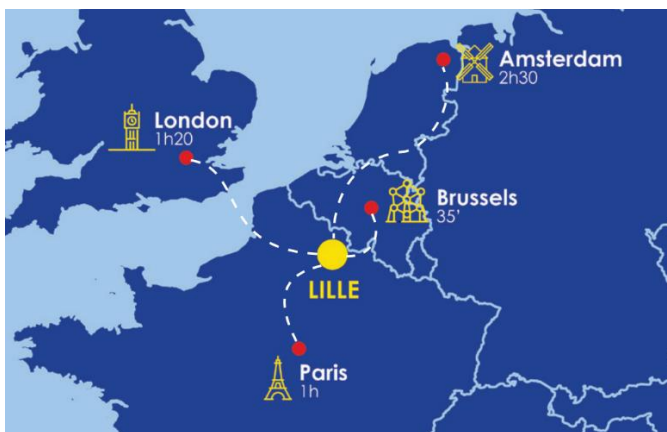 Amsterdam
2h30
London
1h20
Brussels
35'
LILLE
Paris
1h